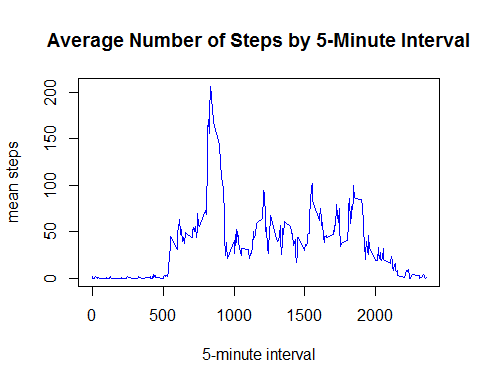 Average Number of Steps by 5-Minute Interval
mean steps
200
150
100
50
0
0 500 1000 1500 2000
5-minute interval